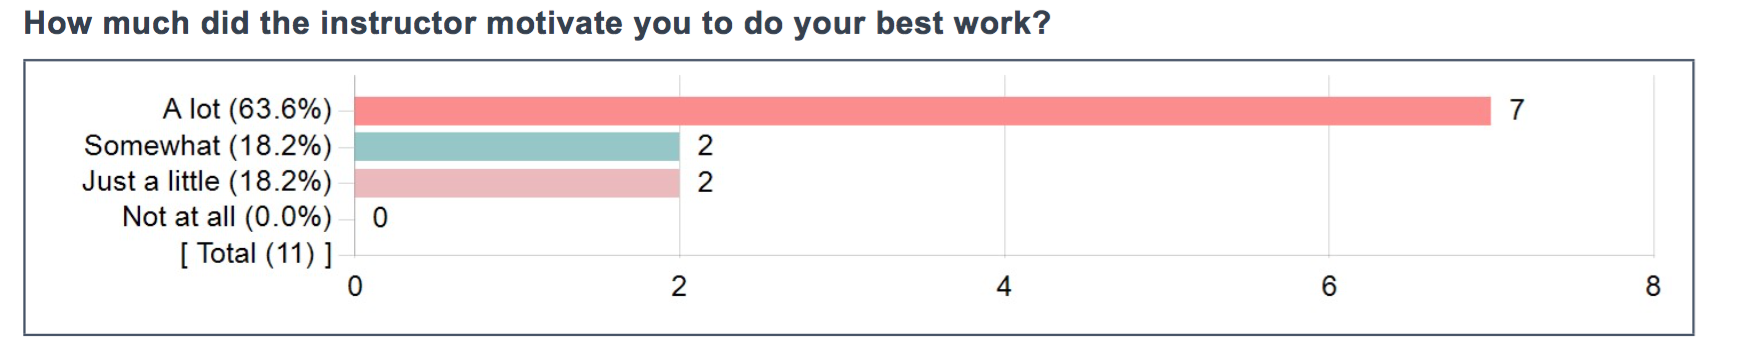 How much did the instructor motivate you to do your best work?
A lot (63.6%) 7
Somewhat (18.2%) 2
Just a little (18.2%) 2
Not at all (0.0%) 0
[ Total (11) ]
0 2 4 6 8